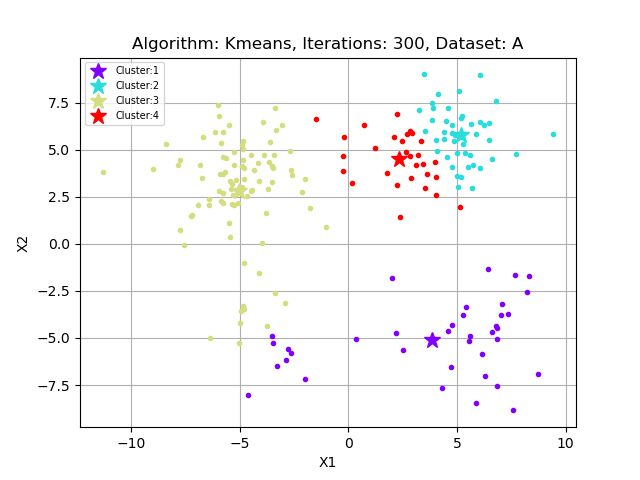 Algorithm: Kmeans, Iterations: 300, Dataset: A
Cluster:1
Cluster:2
Cluster:3
Cluster:4
7.5
5.0
2.5
0.0
−2.5
−5.0
−7.5
X2
−10 −5 0 5 10
X1